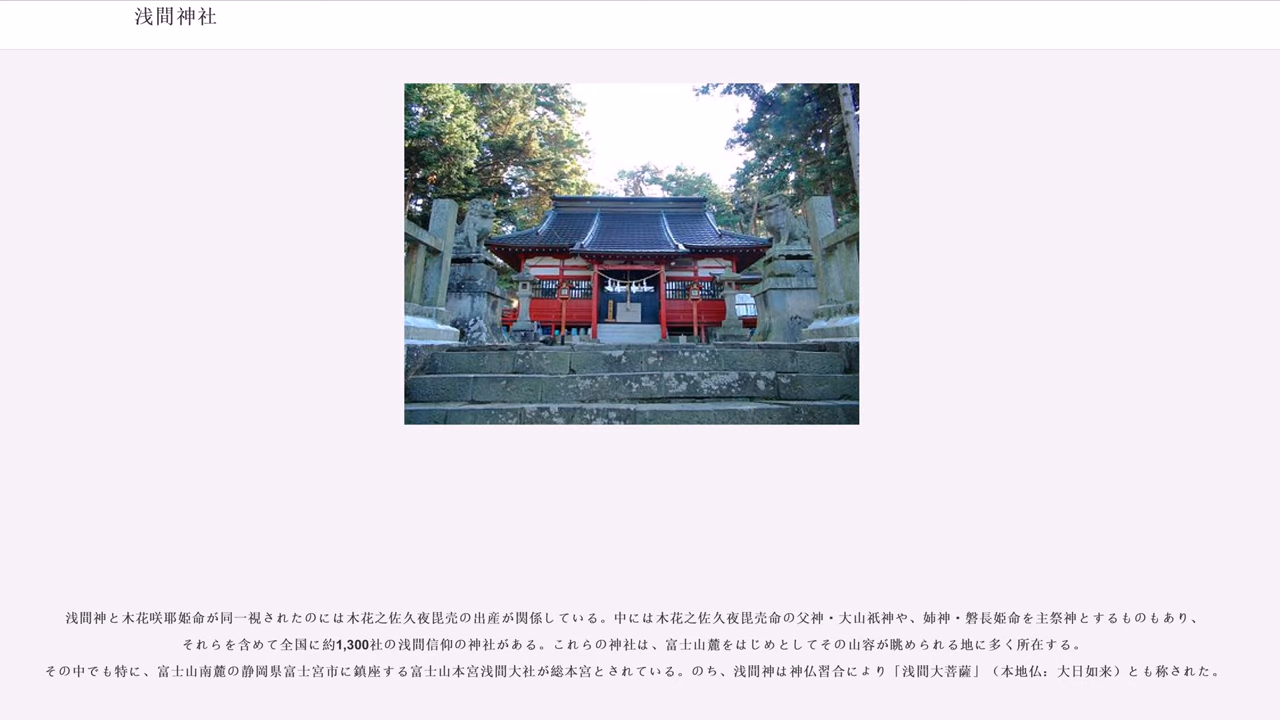 浅間神社
浅間神と木花咲耶姫命が同一視されたのには木花之佐久夜毘売の出産が関係している。中には木花之佐久夜毘売命の父神・大山祇神や、姉神・磐長姫命を主祭神とするものもあり、
それらを含めて全国に約1,300社の浅間信仰の神社がある。これらの神社は、富士山麓をはじめとしてその山容が眺められる地に多く所在する。
その中でも特に、富士山南麓の静岡県富士宮市に鎮座する富士山本宮浅間大社が総本宮とされている。のち、浅間神は神仏習合により「浅間大菩薩」（本地仏：大日如来）とも称された。